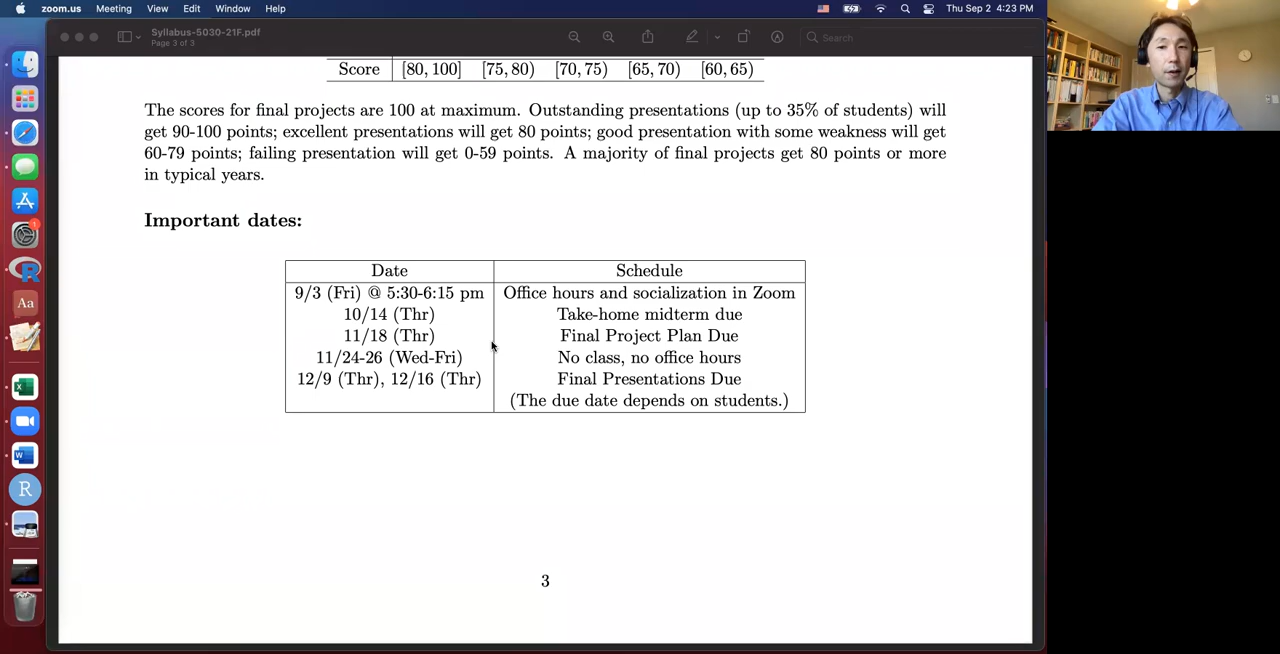 zoom.us Meeting View Edit Window Help Thu Sep 2 4:23 PM
Syllabus-5030-21F.pdf
Page 3 of 3
Search
Score [80, 100] [75, 80) [70, 75) [65, 70) [60, 65)
The scores for final projects are 100 at maximum. Outstanding presentations (up to 35% of students) will
get 90-100 points; excellent presentations will get 80 points; good presentation with some weakness will get
60-79 points; failing presentation will get 0-59 points. A majority of final projects get 80 points or more
in typical years.
Important dates:
Date Schedule
9/3 (Fri) @ 5:30-6:15 pm Office hours and socialization in Zoom
10/14 (Thr) Take-home midterm due
11/18 (Thr) Final Project Plan Due
11/24-26 (Wed-Fri) No class, no office hours
12/9 (Thr), 12/16 (Thr) Final Presentations Due
(The due date depends on students.)
3